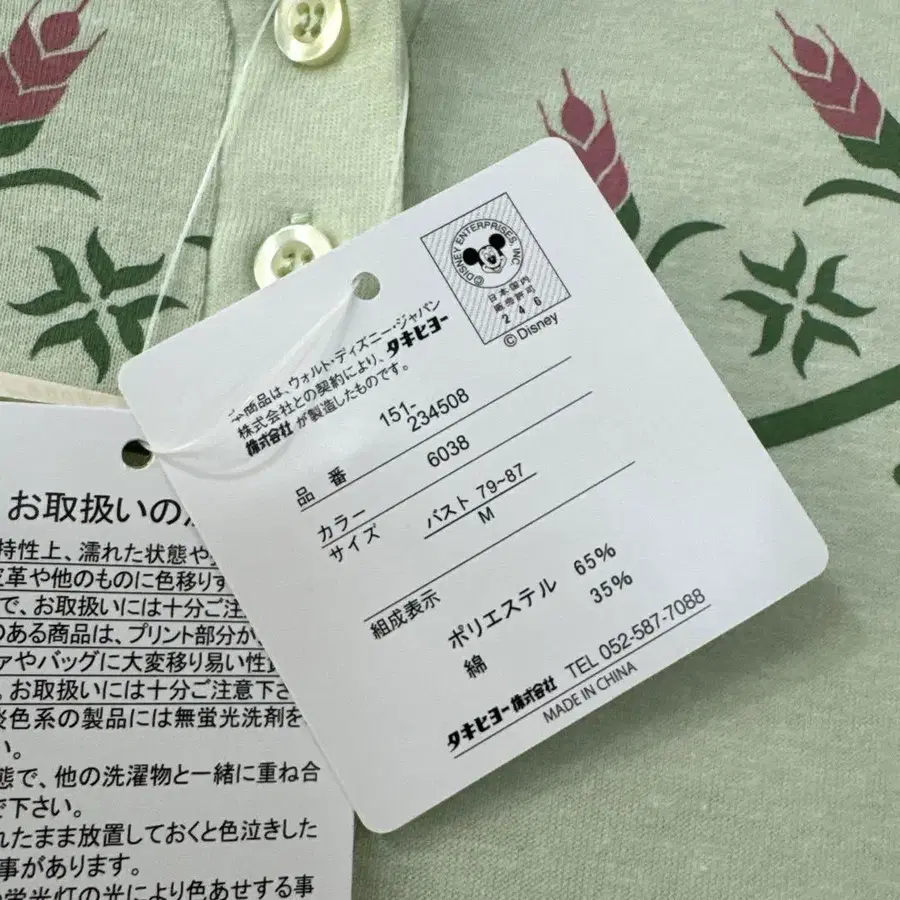 ©DISNEY ENTERPRISES, INC
日本国内
販売許可
246
©Disney
本商品は、ウォルト・ディズニー・ジャパン
株式会社との契約により、タキヒヨー
株式会社が製造したものです。
品 番 151-
234508
カラー 6038
サイズ バスト 79~87
M
組成表示
ポリエステル 65%
綿 35%
タキヒヨー株式会社 TEL 052-587-7088
MADE IN CHINA
お取扱いの
特性上、濡れた状態や
皮革や他のものに色移りす
で、お取扱いには十分ご注
のある商品は、プリント部分が
ァやバッグに大変移り易い性質
。お取扱いには十分ご注意下さ
淡色系の製品には無蛍光洗剤を
い。
態で、他の洗濯物と一緒に重ね合
で下さい。
れたまま放置しておくと色泣きした
事があります。
や蛍光灯の光により色あせする事